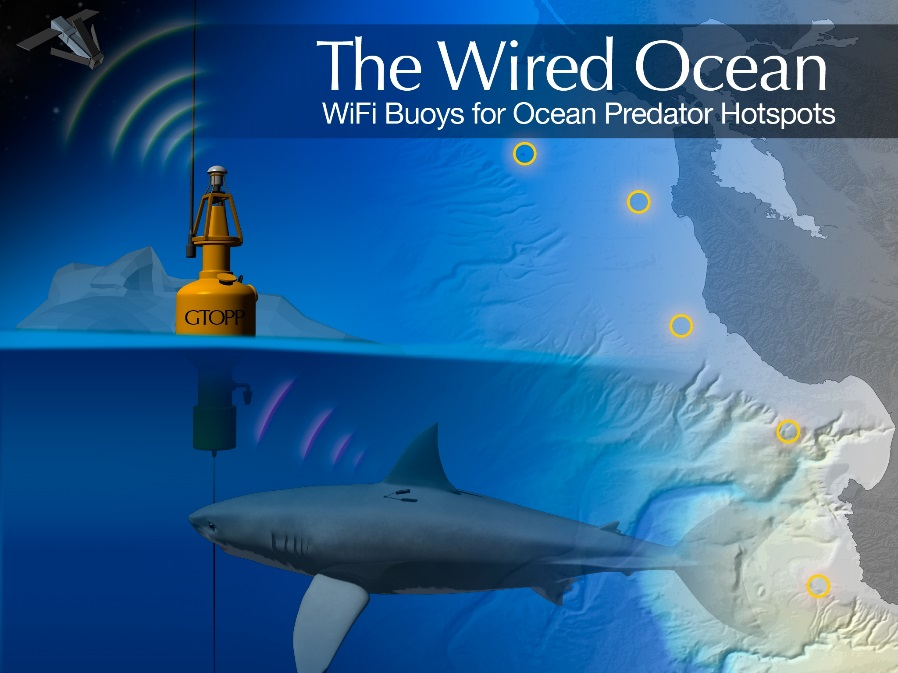 The Wired Ocean
WiFi Buoys for Ocean Predator Hotspots
GTOPP